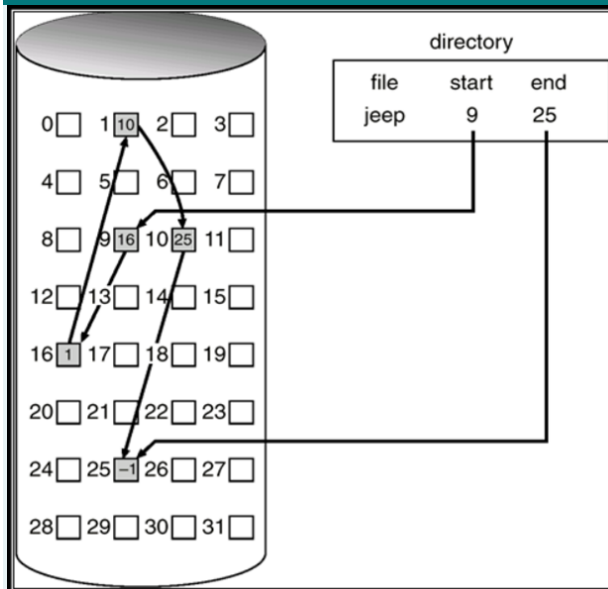 directory
file start end
jeep 9 25
0 1 10 2 3
4 5 6 7
8 9 16 10 25 11
12 13 14 15
16 1 17 18 19
20 21 22 23
24 25 -1 26 27
28 29 30 31